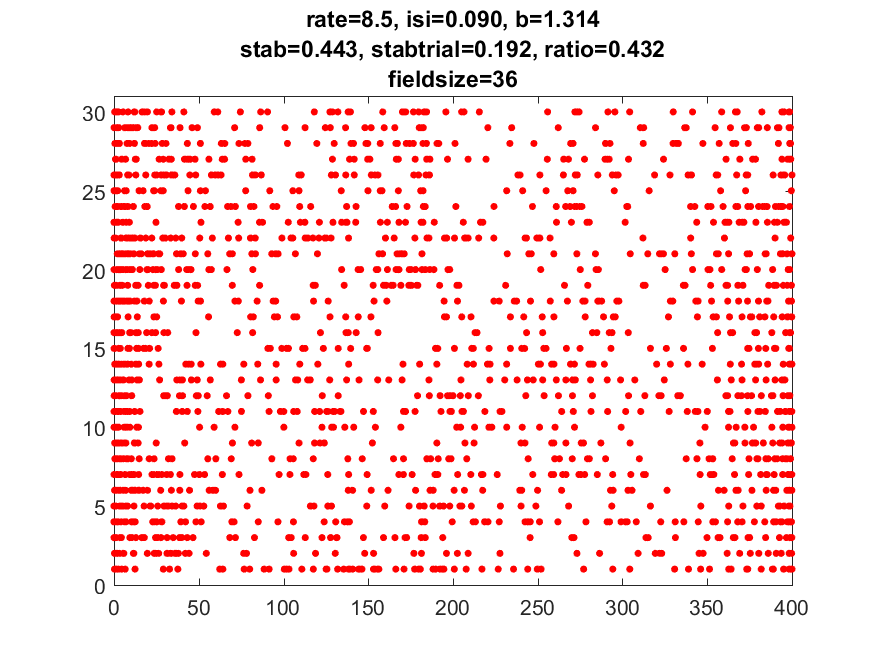 rate=8.5, isi=0.090, b=1.314
stab=0.443, stabtrial=0.192, ratio=0.432
fieldsize=36
30
25
20
15
10
5
0
0 50 100 150 200 250 300 350 400